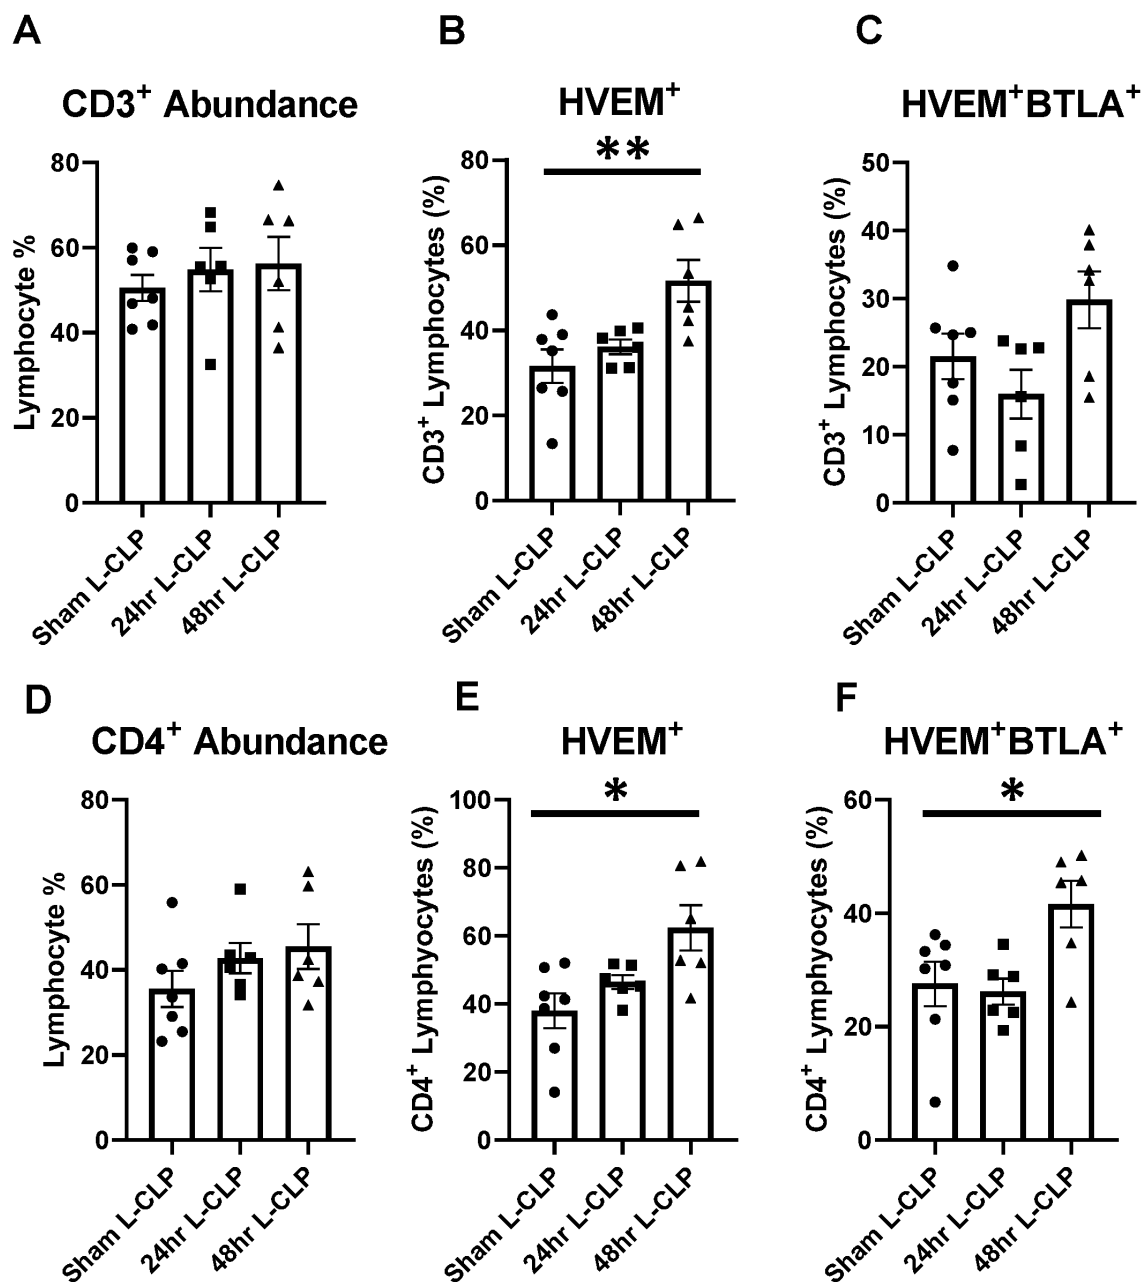 A
CD3+ Abundance
Lymphocyte %
80
60
40
20
0
Sham L-CLP
24hr L-CLP
48hr L-CLP
B
HVEM+
**
CD3+ Lymphocytes (%)
80
60
40
20
0
Sham L-CLP
24hr L-CLP
48hr L-CLP
C
HVEM+BTLA+
CD3+ Lymphocytes (%)
50
40
30
20
10
0
Sham L-CLP
24hr L-CLP
48hr L-CLP
D
CD4+ Abundance
Lymphocyte %
80
60
40
20
0
Sham L-CLP
24hr L-CLP
48hr L-CLP
E
HVEM+
*
CD4+ Lymphyocytes (%)
100
80
60
40
20
0
Sham L-CLP
24hr L-CLP
48hr L-CLP
F
HVEM+BTLA+
*
CD4+ Lymphocytes (%)
60
40
20
0
Sham L-CLP
24hr L-CLP
48hr L-CLP